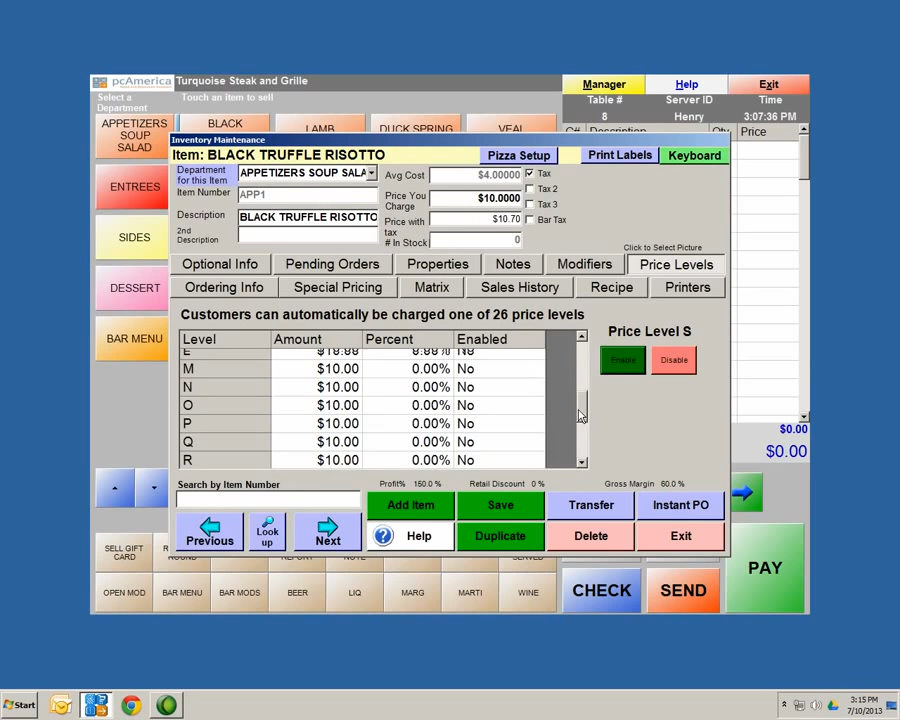 pcAmerica Turquoise Steak and Grille
Select a Department
Touch an item to sell
Manager Help Exit
Table # Server ID Time
8 Henry 3:07:36 PM
Description Qty Price
APPETIZERS SOUP SALAD
BLACK LAMB DUCK SPRING VEAL
ENTREES
SIDES
DESSERT
BAR MENU
Inventory Maintenance
Item: BLACK TRUFFLE RISOTTO
Pizza Setup Print Labels Keyboard
Department for this Item APPETIZERS SOUP SALA
Item Number APP1
Description BLACK TRUFFLE RISOTTO
2nd Description
Avg Cost $4.00000
Price You Charge $10.0000
Price with tax $10.70
# In Stock 0
Tax
Tax 2
Tax 3
Bar Tax
Click to Select Picture
Optional Info Pending Orders Properties Notes Modifiers Price Levels
Ordering Info Special Pricing Matrix Sales History Recipe Printers
Customers can automatically be charged one of 26 price levels
Level Amount Percent Enabled
M $10.00 0.00% No
N $10.00 0.00% No
O $10.00 0.00% No
P $10.00 0.00% No
Q $10.00 0.00% No
R $10.00 0.00% No
Price Level S
Enable Disable
Search by Item Number
Profit% 150.0 % Retail Discount 0 % Gross Margin 60.0 %
Add Item Save Transfer Instant PO
Previous Look up Next Help Duplicate Delete Exit
$0.00
$0.00
SELL GIFT CARD
OPEN MOD BAR MENU BAR MODS BEER LIQ MARG MARTI WINE
CHECK SEND PAY
Start
3:15 PM
7/10/2013